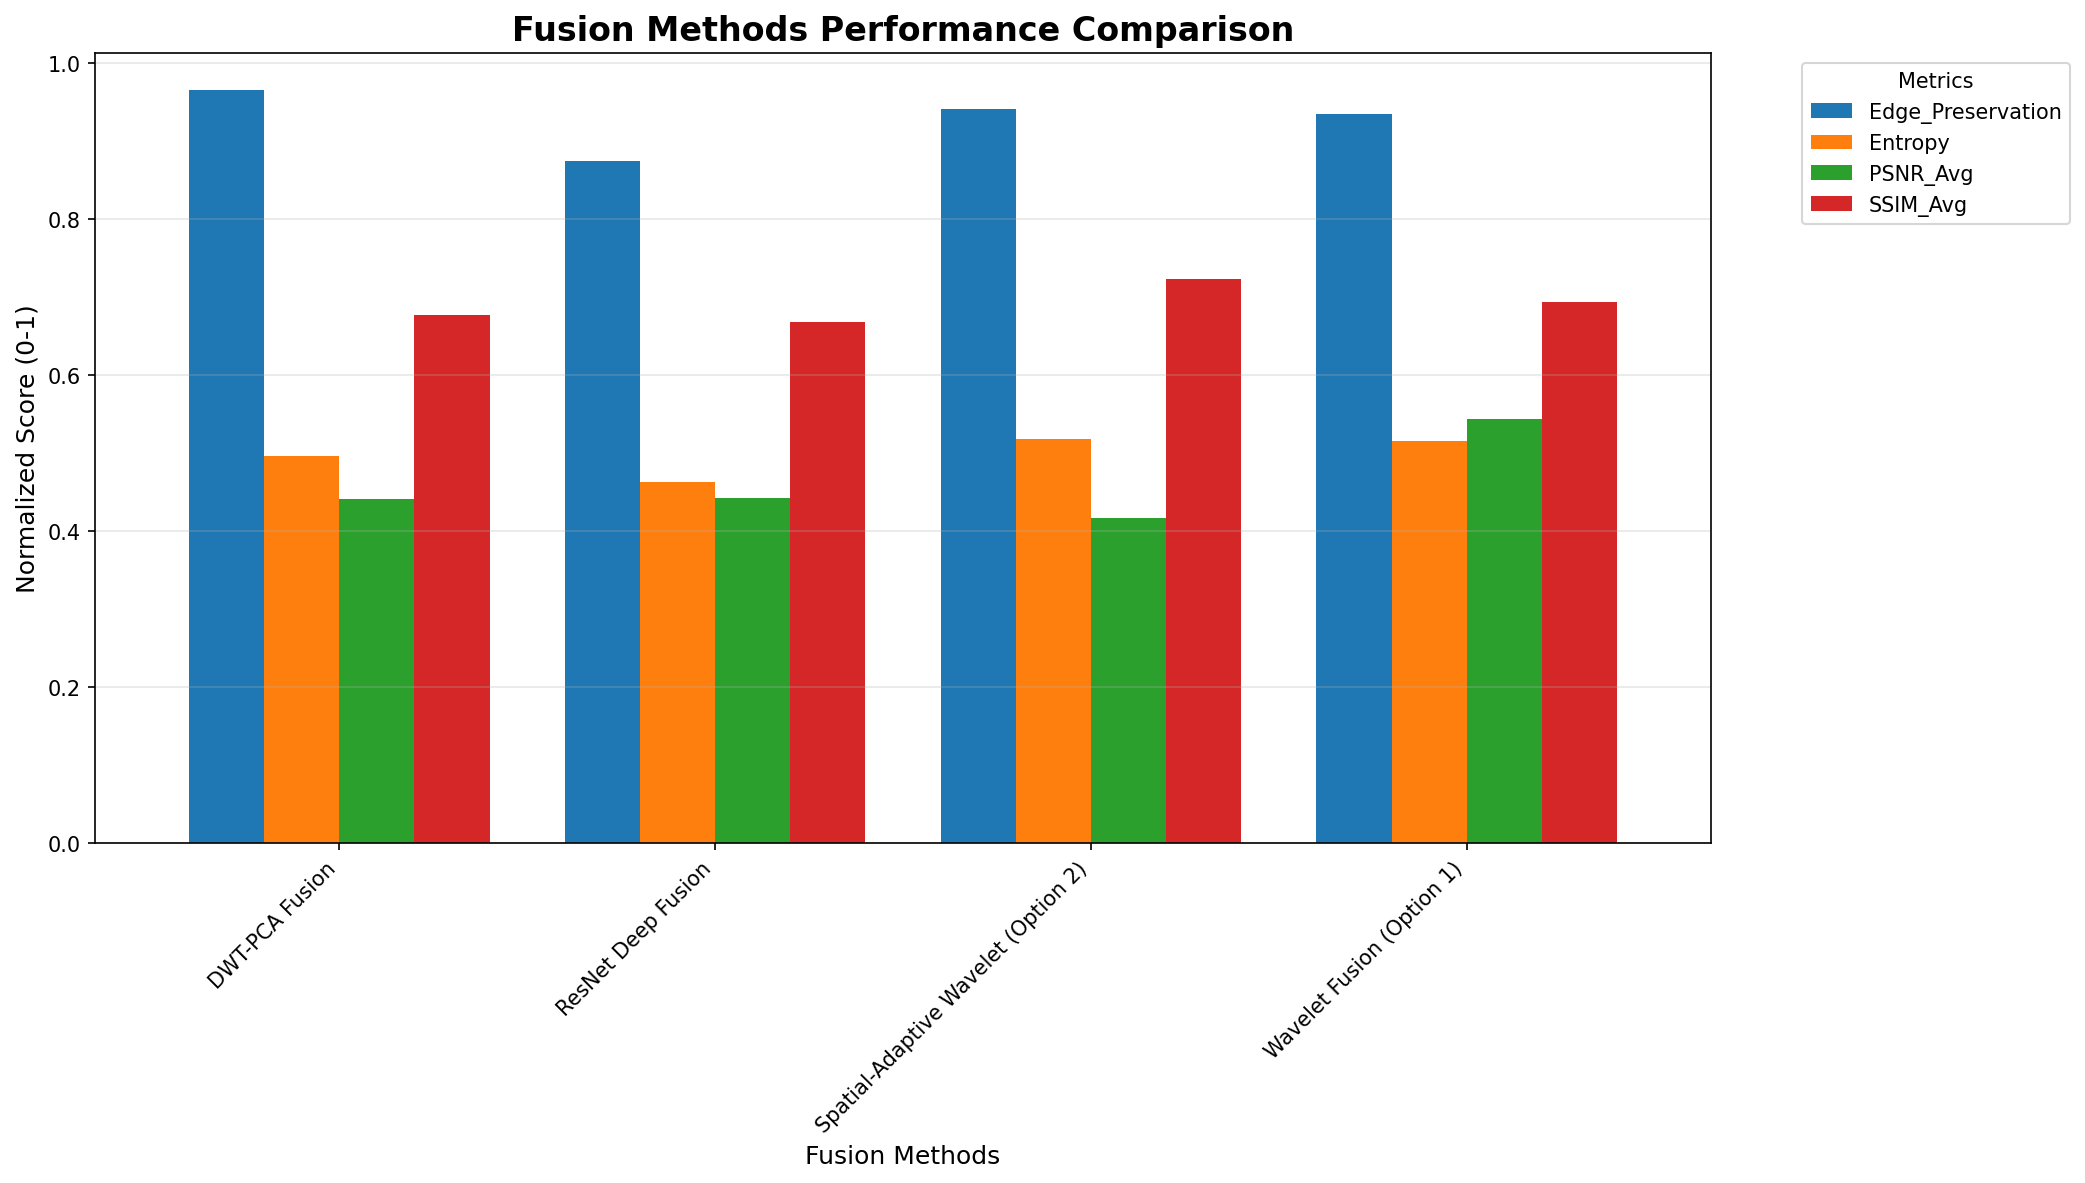 Fusion Methods Performance Comparison
Metrics
Edge_Preservation
Entropy
PSNR_Avg
SSIM_Avg
Normalized Score (0-1)
1.0
0.8
0.6
0.4
0.2
0.0
DWT-PCA Fusion
ResNet Deep Fusion
Spatial-Adaptive Wavelet (Option 2)
Wavelet Fusion (Option 1)
Fusion Methods